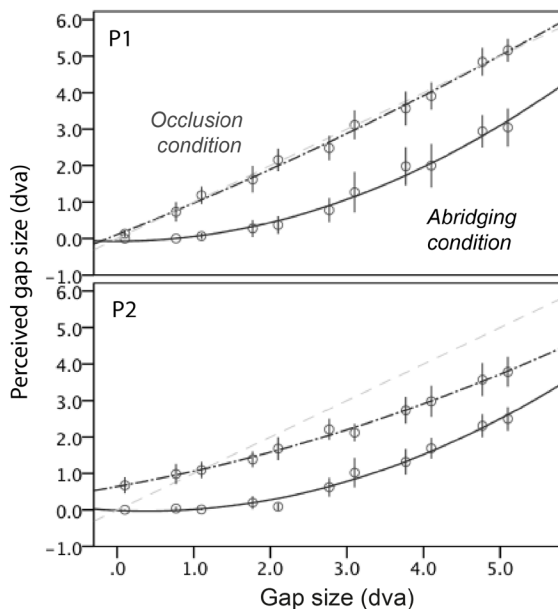 6.0
P1
5.0
4.0
Occlusion
condition
3.0
2.0
1.0
Abridging
condition
0.0
-1.0
Perceived gap size (dva)
6.0
P2
5.0
4.0
3.0
2.0
1.0
0.0
-1.0
.0 1.0 2.0 3.0 4.0 5.0
Gap size (dva)